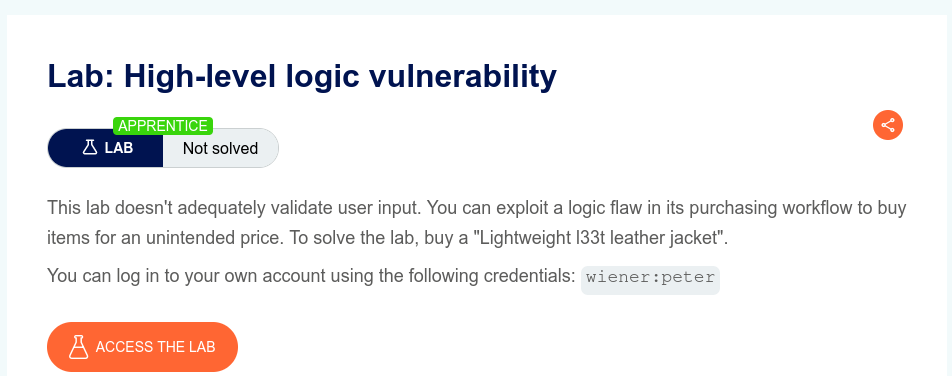 Lab: High-level logic vulnerability
APPRENTICE
LAB Not solved
This lab doesn't adequately validate user input. You can exploit a logic flaw in its purchasing workflow to buy
items for an unintended price. To solve the lab, buy a "Lightweight l33t leather jacket".
You can log in to your own account using the following credentials: wiener:peter
ACCESS THE LAB